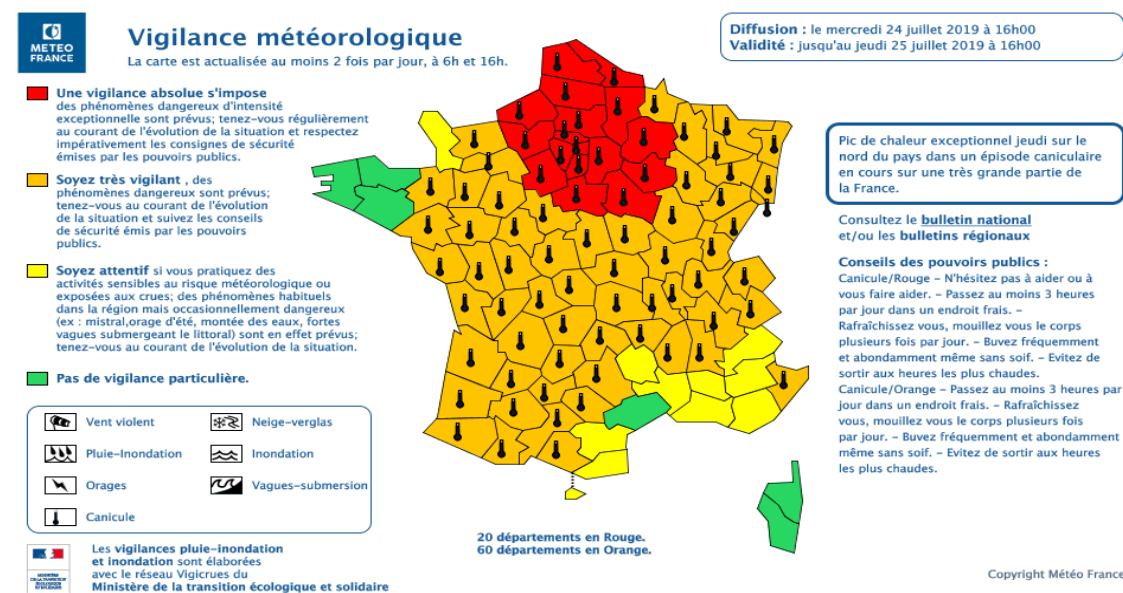 METEO
FRANCE
Vigilance météorologique
La carte est actualisée au moins 2 fois par jour, à 6h et 16h.
Diffusion : le mercredi 24 juillet 2019 à 16h00
Validité : jusqu'au jeudi 25 juillet 2019 à 16h00
Une vigilance absolue s'impose
des phénomènes dangereux d'intensité
exceptionnelle sont prévus; tenez-vous régulièrement
au courant de l'évolution de la situation et respectez
impérativement les consignes de sécurité
émises par les pouvoirs publics.
Soyez très vigilant , des
phénomènes dangereux sont prévus;
tenez-vous au courant de l'évolution
de la situation et suivez les conseils
de sécurité émis par les pouvoirs
publics.
Soyez attentif si vous pratiquez des
activités sensibles au risque météorologique ou
exposées aux crues; des phénomènes habituels
dans la région mais occasionnellement dangereux
(ex : mistral,orage d'été, montée des eaux, fortes
vagues submergeant le littoral) sont en effet prévus;
tenez-vous au courant de l'évolution de la situation.
Pas de vigilance particulière.
Vent violent
Neige-verglas
Pluie-Inondation
Inondation
Orages
Vagues-submersion
Canicule
Les vigilances pluie-inondation
et inondation sont élaborées
avec le réseau Vigicrues du
Ministère de la transition écologique et solidaire
20 départements en Rouge.
60 départements en Orange.
Pic de chaleur exceptionnel jeudi sur le
nord du pays dans un épisode caniculaire
en cours sur une très grande partie de
la France.
Consultez le bulletin national
et/ou les bulletins régionaux
Conseils des pouvoirs publics :
Canicule/Rouge – N'hésitez pas à aider ou à
vous faire aider. – Passez au moins 3 heures
par jour dans un endroit frais. –
Rafraîchissez vous, mouillez vous le corps
plusieurs fois par jour. – Buvez fréquemment
et abondamment même sans soif. – Evitez de
sortir aux heures les plus chaudes.
Canicule/Orange – Passez au moins 3 heures par
jour dans un endroit frais. – Rafraîchissez
vous, mouillez vous le corps plusieurs fois
par jour. – Buvez fréquemment et abondamment
même sans soif. – Evitez de sortir aux heures
les plus chaudes.
Copyright Météo France